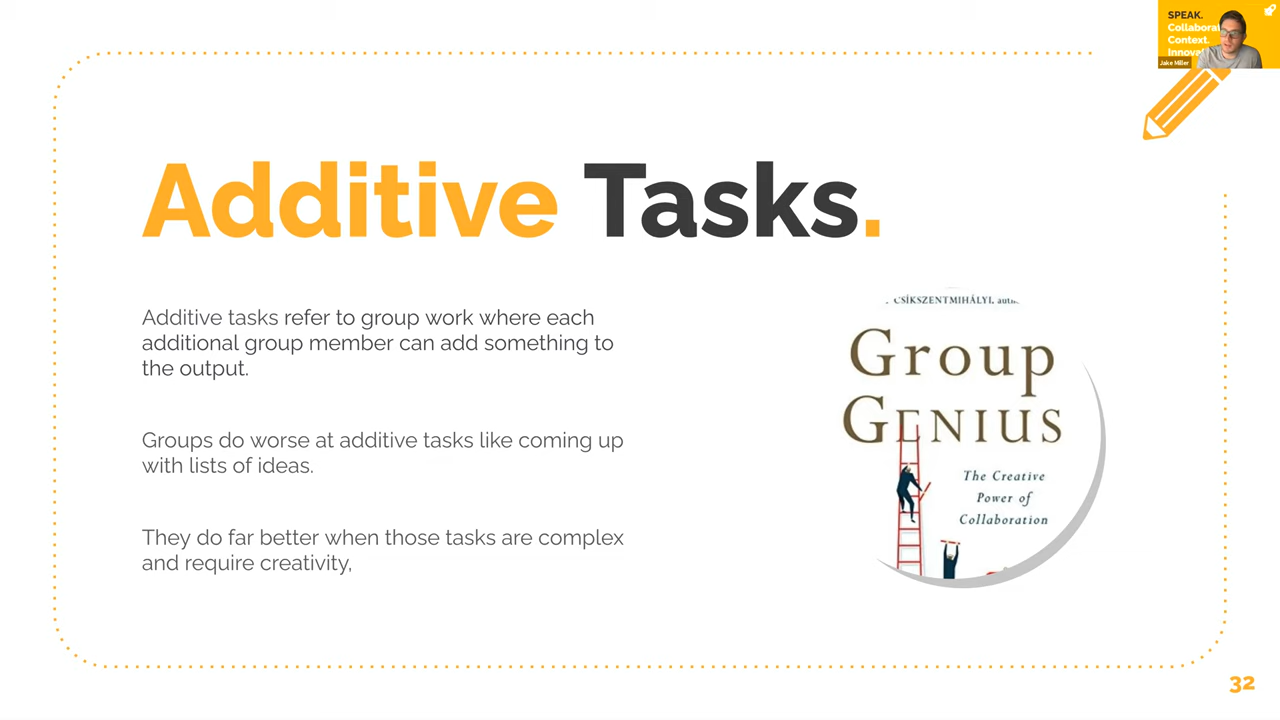 SPEAK.
Collabora
Context.
Innova
Jake Miller
Additive Tasks.
Additive tasks refer to group work where each
additional group member can add something to
the output.
Groups do worse at additive tasks like coming up
with lists of ideas.
They do far better when those tasks are complex
and require creativity,
CSÍKSZENTMIHÁLYI, auth
Group
GENIUS
The Creative
Power of
Collaboration
32